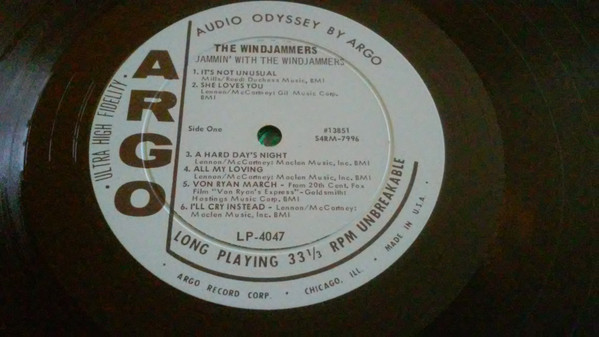 AUDIO ODYSSEY BY ARGO
ULTRA HIGH FIDELITY
ARGO
THE WINDJAMMERS
JAMMIN' WITH THE WINDJAMMERS
1. IT'S NOT UNUSUAL
Mills/Reed: Duchess Music, BMI
2. SHE LOVES YOU
Lennon/McCartney: Gil Music Corp.
BMI
Side One
#13851
S4RM-7996
3. A HARD DAY'S NIGHT
Lennon/McCartney: Maclen Music, Inc. BMI
4. ALL MY LOVING
Lennon/McCartney: Maclen Music, Inc. BMI
5. VON RYAN MARCH - From 20th Cent. Fox
Film "Von Ryan's Express"-Goldsmith:
Hastings Music Corp. BMI
6. I'LL CRY INSTEAD - Lennon/McCartney:
Maclen Music, Inc. BMI
LP-4047
LONG PLAYING 33 1/3 RPM UNBREAKABLE
• ARGO RECORD CORP. • CHICAGO, ILL. • MADE IN U.S.A.